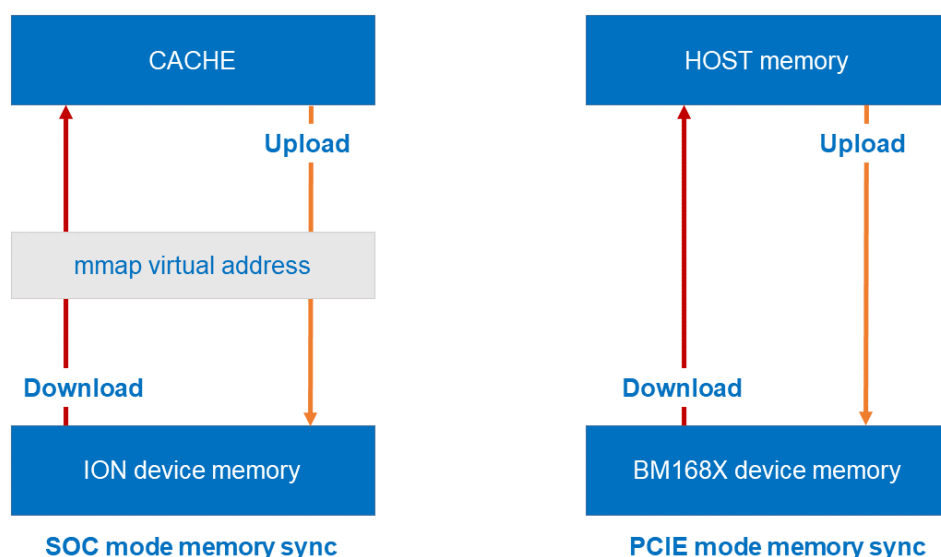 CACHE
HOST memory
Upload
Upload
mmap virtual address
Download
Download
ION device memory
BM168X device memory
SOC mode memory sync
PCIE mode memory sync